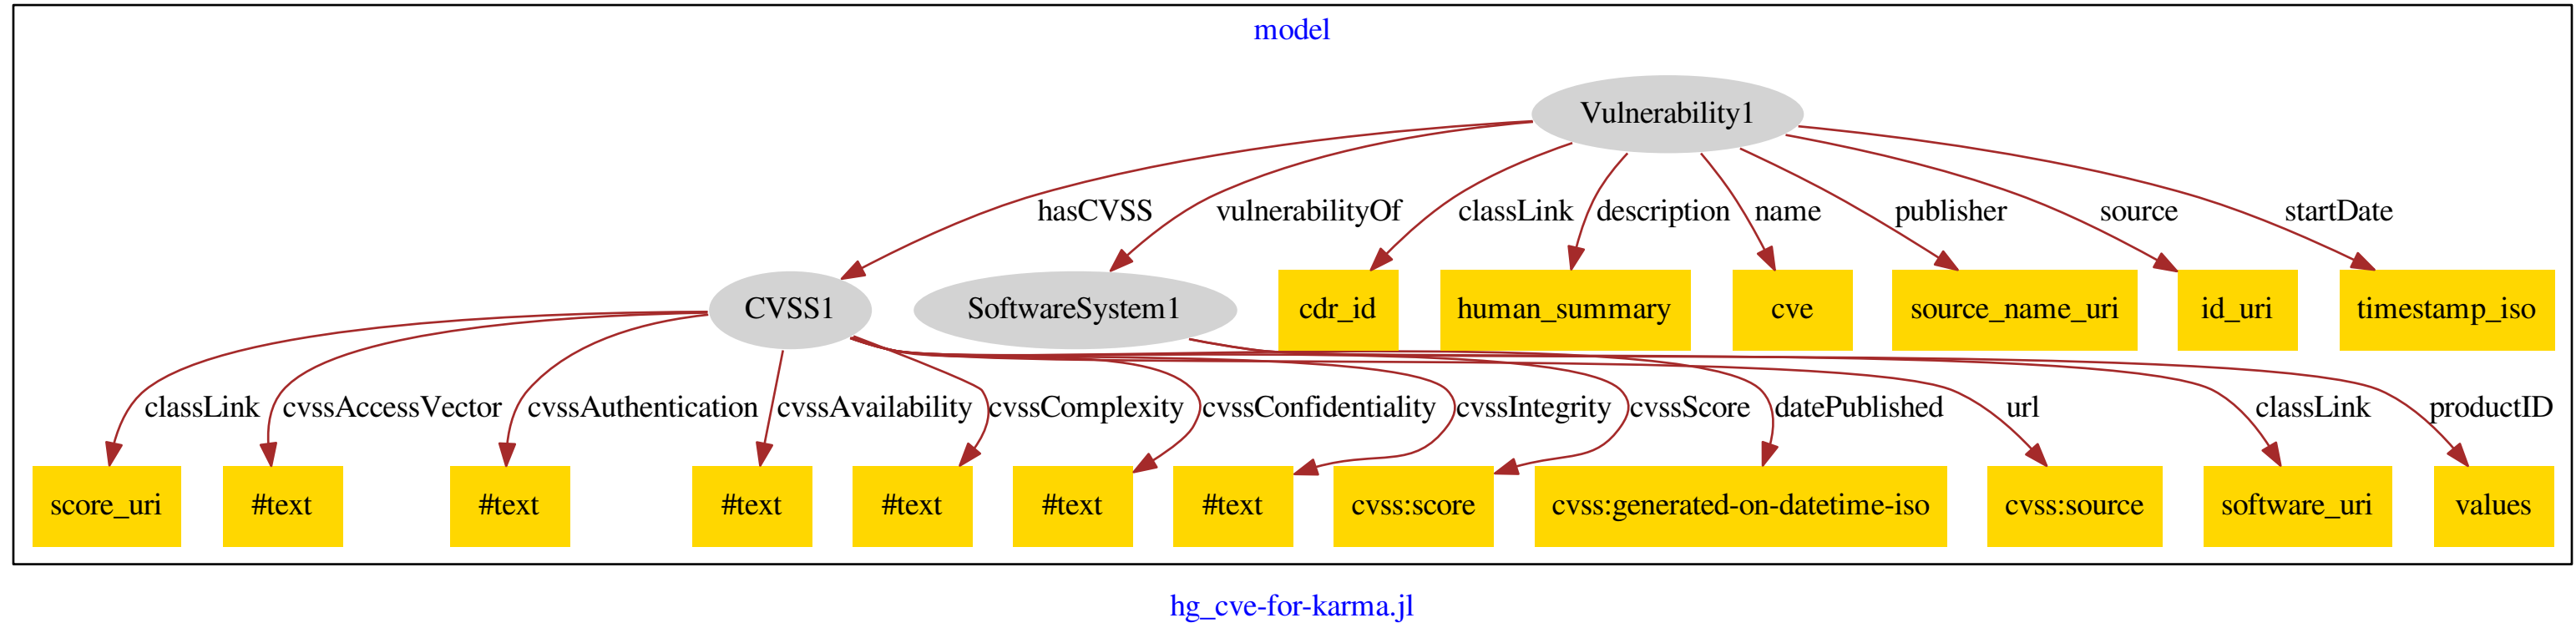 model
Vulnerability1
hasCVSS vulnerabilityOf classLink description name publisher source startDate
CVSS1 SoftwareSystem1 cdr_id human_summary cve source_name_uri id_uri timestamp_iso
classLink cvssAccessVector cvssAuthentication cvssAvailability cvssComplexity cvssConfidentiality cvssIntegrity cvssScore datePublished url classLink productID
score_uri #text #text #text #text #text #text cvss:score cvss:generated-on-datetime-iso cvss:source software_uri values
hg_cve-for-karma.jl